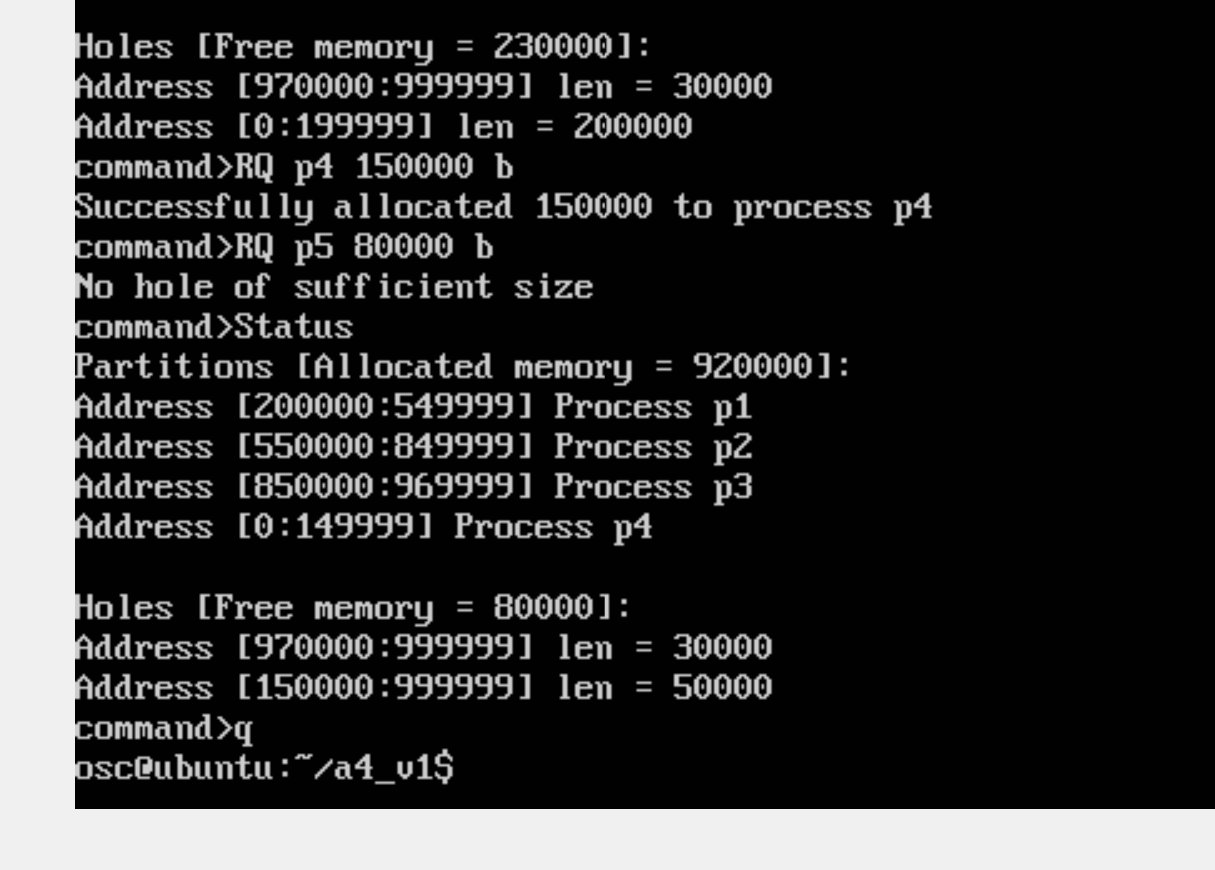 Holes [Free memory = 230000]:
Address [970000:999999] len = 30000
Address [0:199999] len = 200000
command>RQ p4 150000 b
Successfully allocated 150000 to process p4
command>RQ p5 80000 b
No hole of sufficient size
command>Status
Partitions [Allocated memory = 920000]:
Address [200000:549999] Process p1
Address [550000:849999] Process p2
Address [850000:969999] Process p3
Address [0:149999] Process p4
Holes [Free memory = 80000]:
Address [970000:999999] len = 30000
Address [150000:999999] len = 50000
command>q
osc@ubuntu:~/a4_v1$